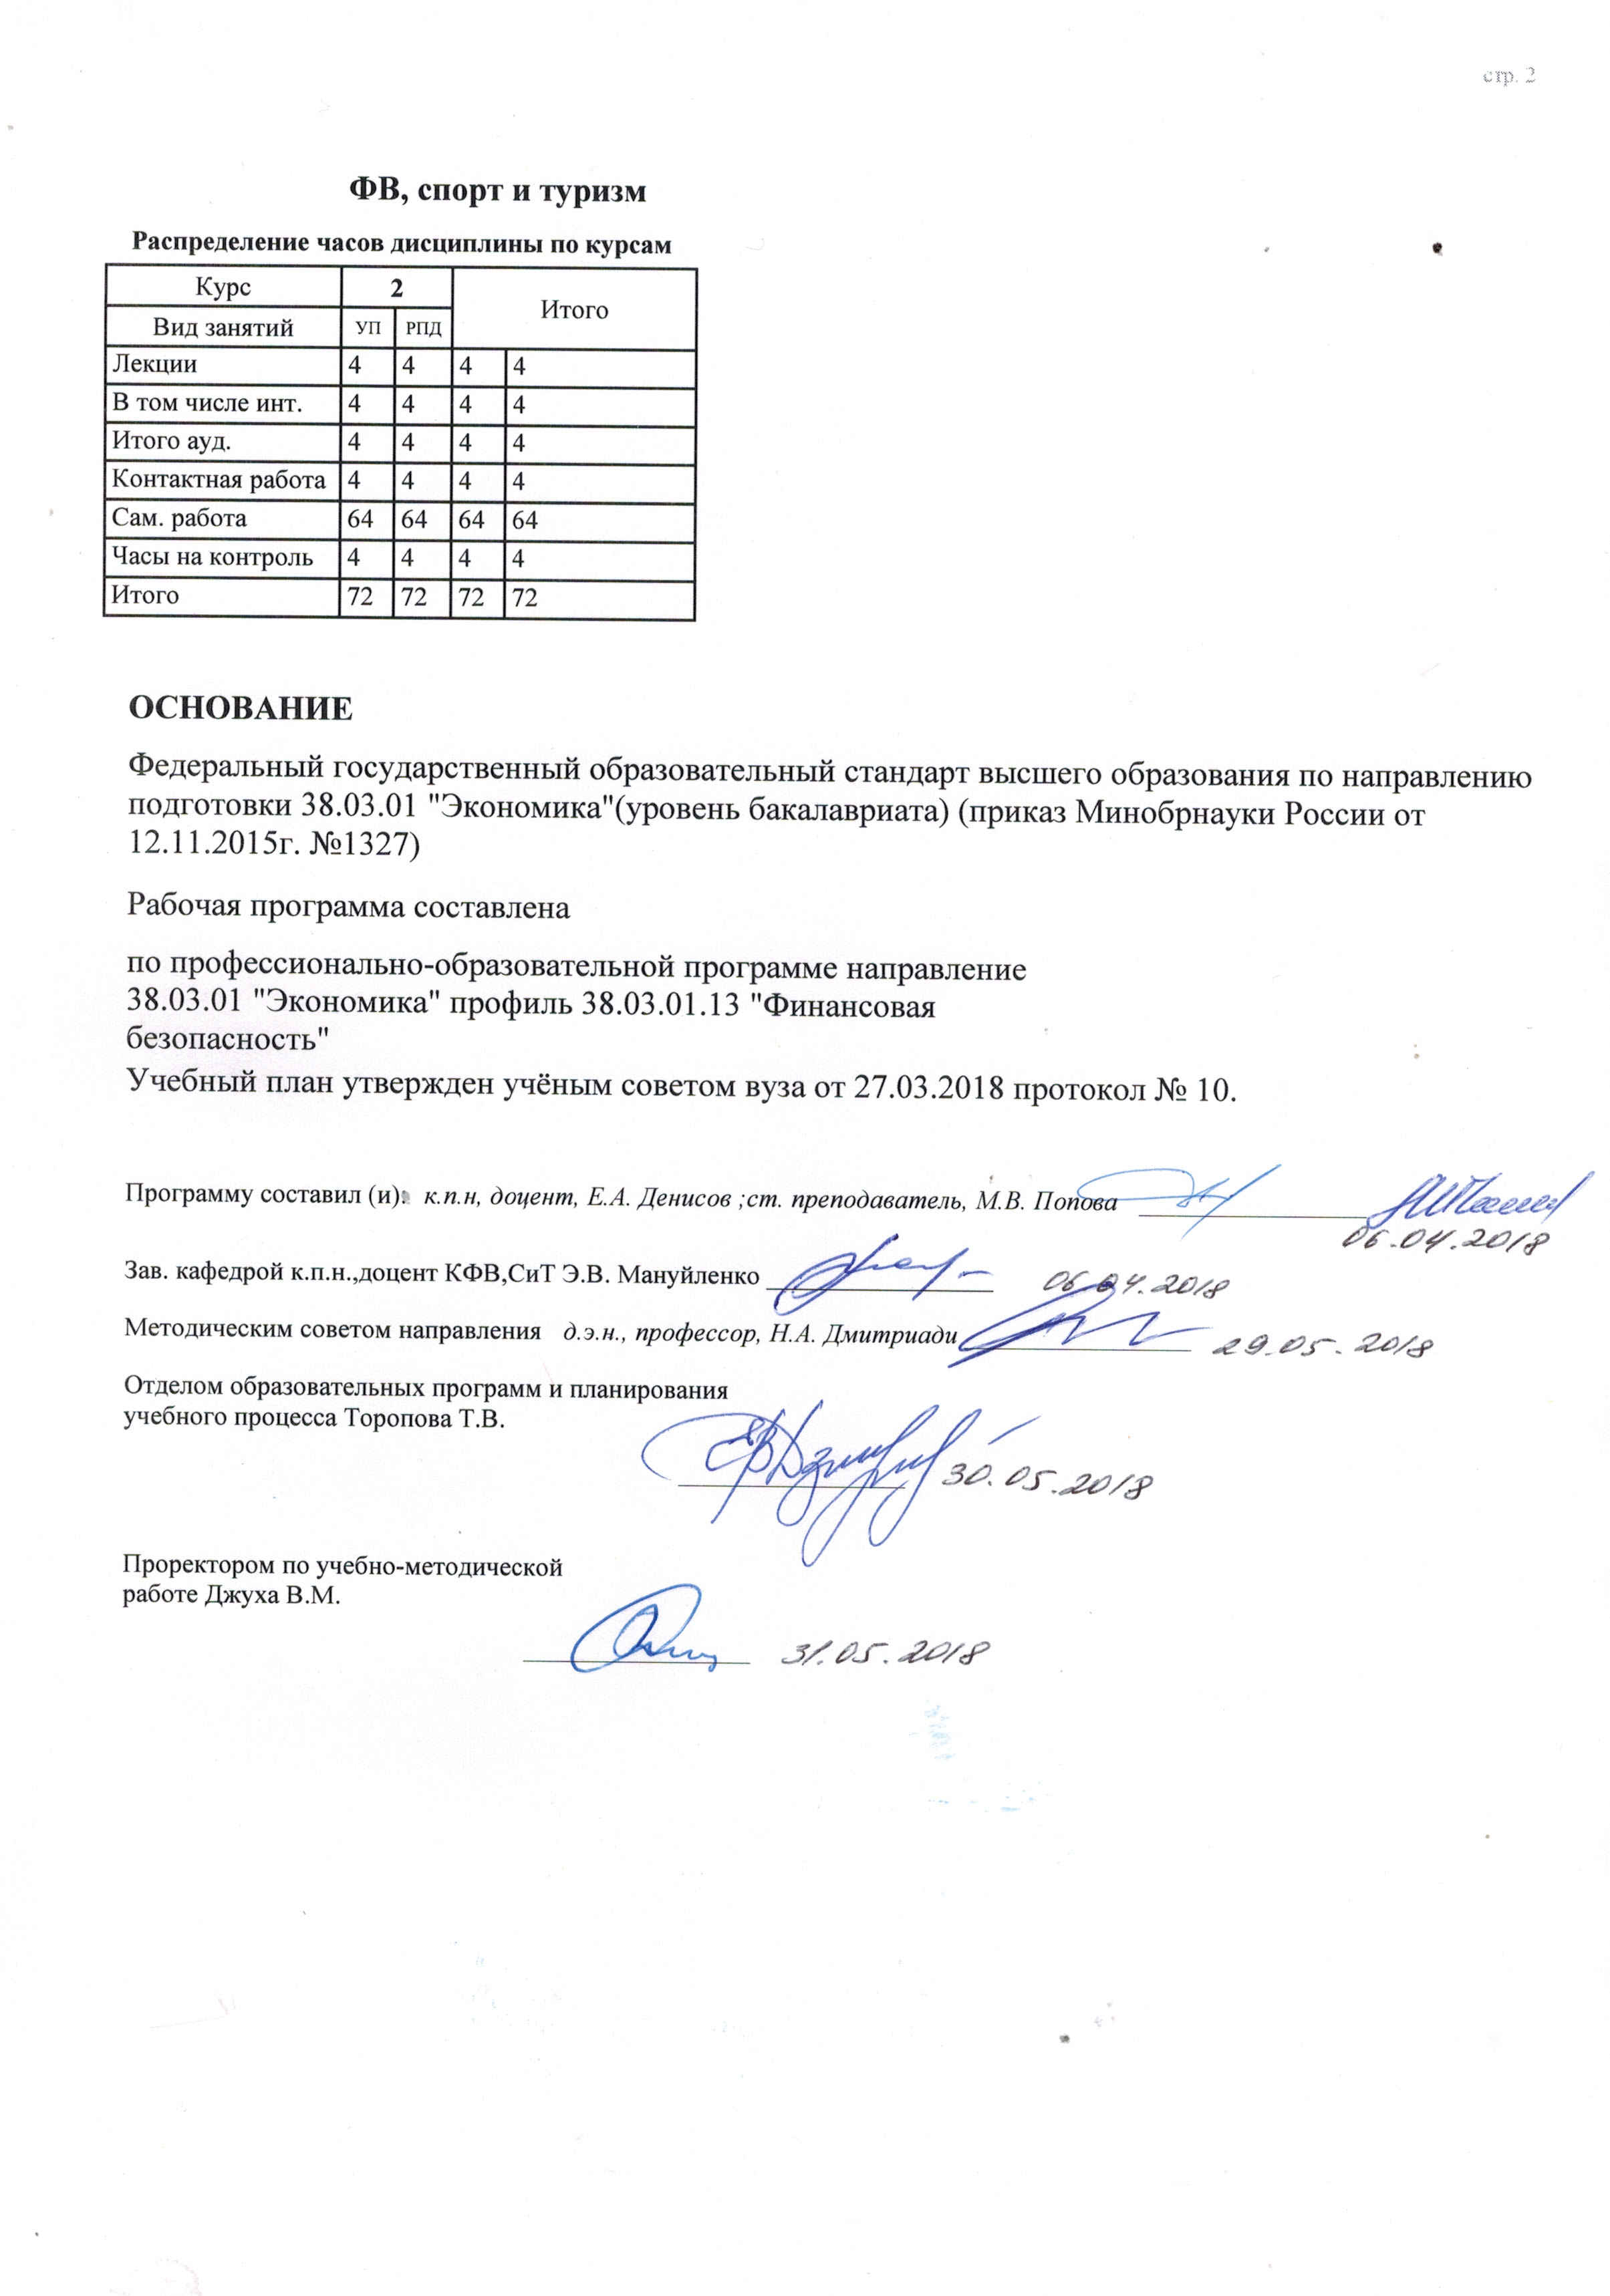 стр. 2
ФВ, спорт и туризм
Распределение часов дисциплины по курсам
Курс 2 Итого
Вид занятий УП РПД
Лекции 4 4 4 4
В том числе инт. 4 4 4 4
Итого ауд. 4 4 4 4
Контактная работа 4 4 4 4
Сам. работа 64 64 64 64
Часы на контроль 4 4 4 4
Итого 72 72 72 72
ОСНОВАНИЕ
Федеральный государственный образовательный стандарт высшего образования по направлению
подготовки 38.03.01 "Экономика"(уровень бакалавриата) (приказ Минобрнауки России от
12.11.2015г. №1327)
Рабочая программа составлена
по профессионально-образовательной программе направление
38.03.01 "Экономика" профиль 38.03.01.13 "Финансовая
безопасность"
Учебный план утвержден учёным советом вуза от 27.03.2018 протокол № 10.
Программу составил (и): к.п.н, доцент, Е.А. Денисов ;ст. преподаватель, М.В. Попова
06.04.2018
Зав. кафедрой к.п.н.,доцент КФВ,СиТ Э.В. Мануйленко 06.04.2018
Методическим советом направления д.э.н., профессор, Н.А. Дмитриади 29.05.2018
Отделом образовательных программ и планирования
учебного процесса Торопова Т.В.
30.05.2018
Проректором по учебно-методической
работе Джуха В.М.
31.05.2018